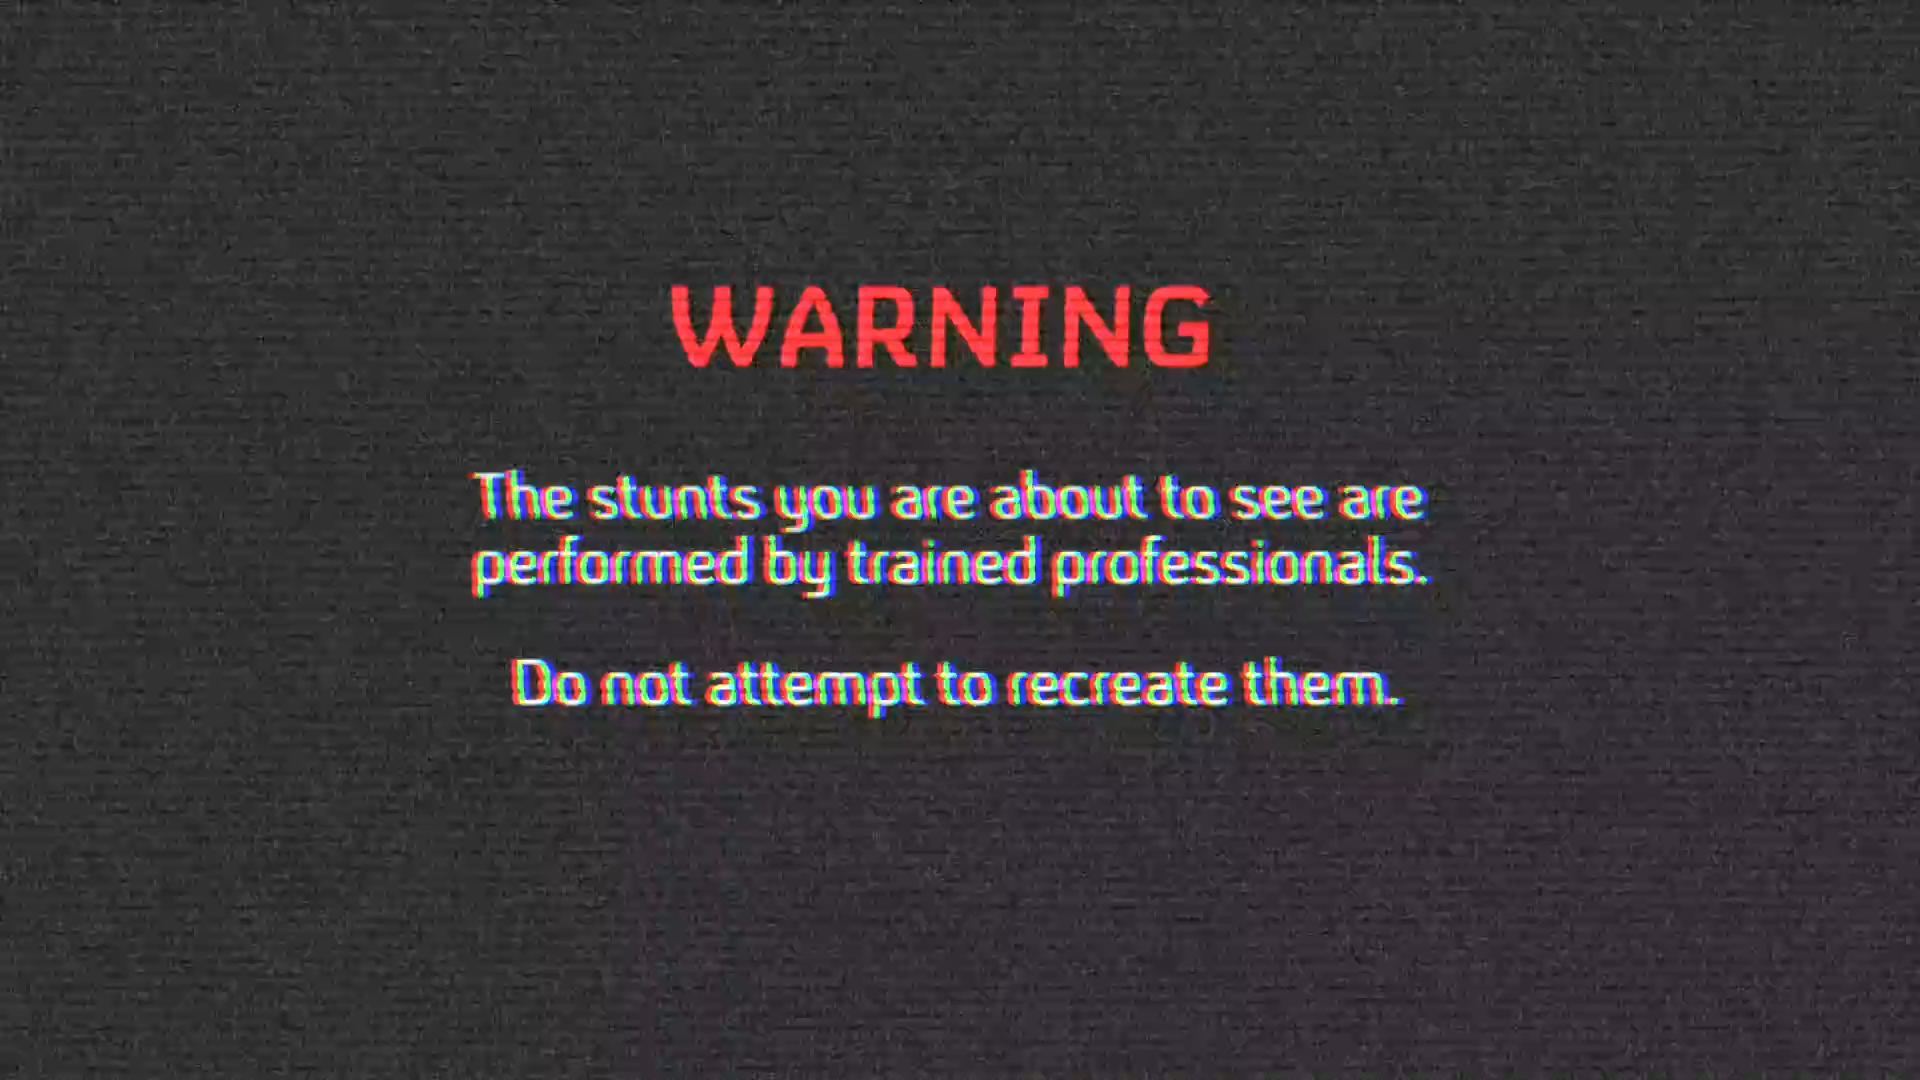 WARNING
The stunts you are about to see are
performed by trained professionals.
Do not attempt to recreate them.